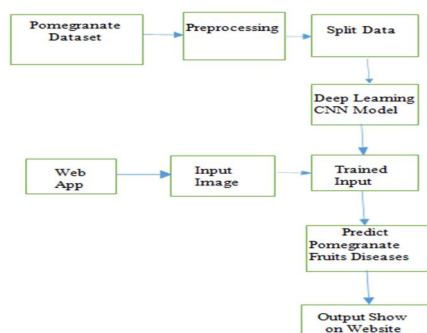 Pomegranate
Dataset
Preprocessing
Split Data
Deep Learning
CNN Model
Web
App
Input
Image
Trained
Input
Predict
Pomegranate
Fruits Diseases
Output Show
on Website